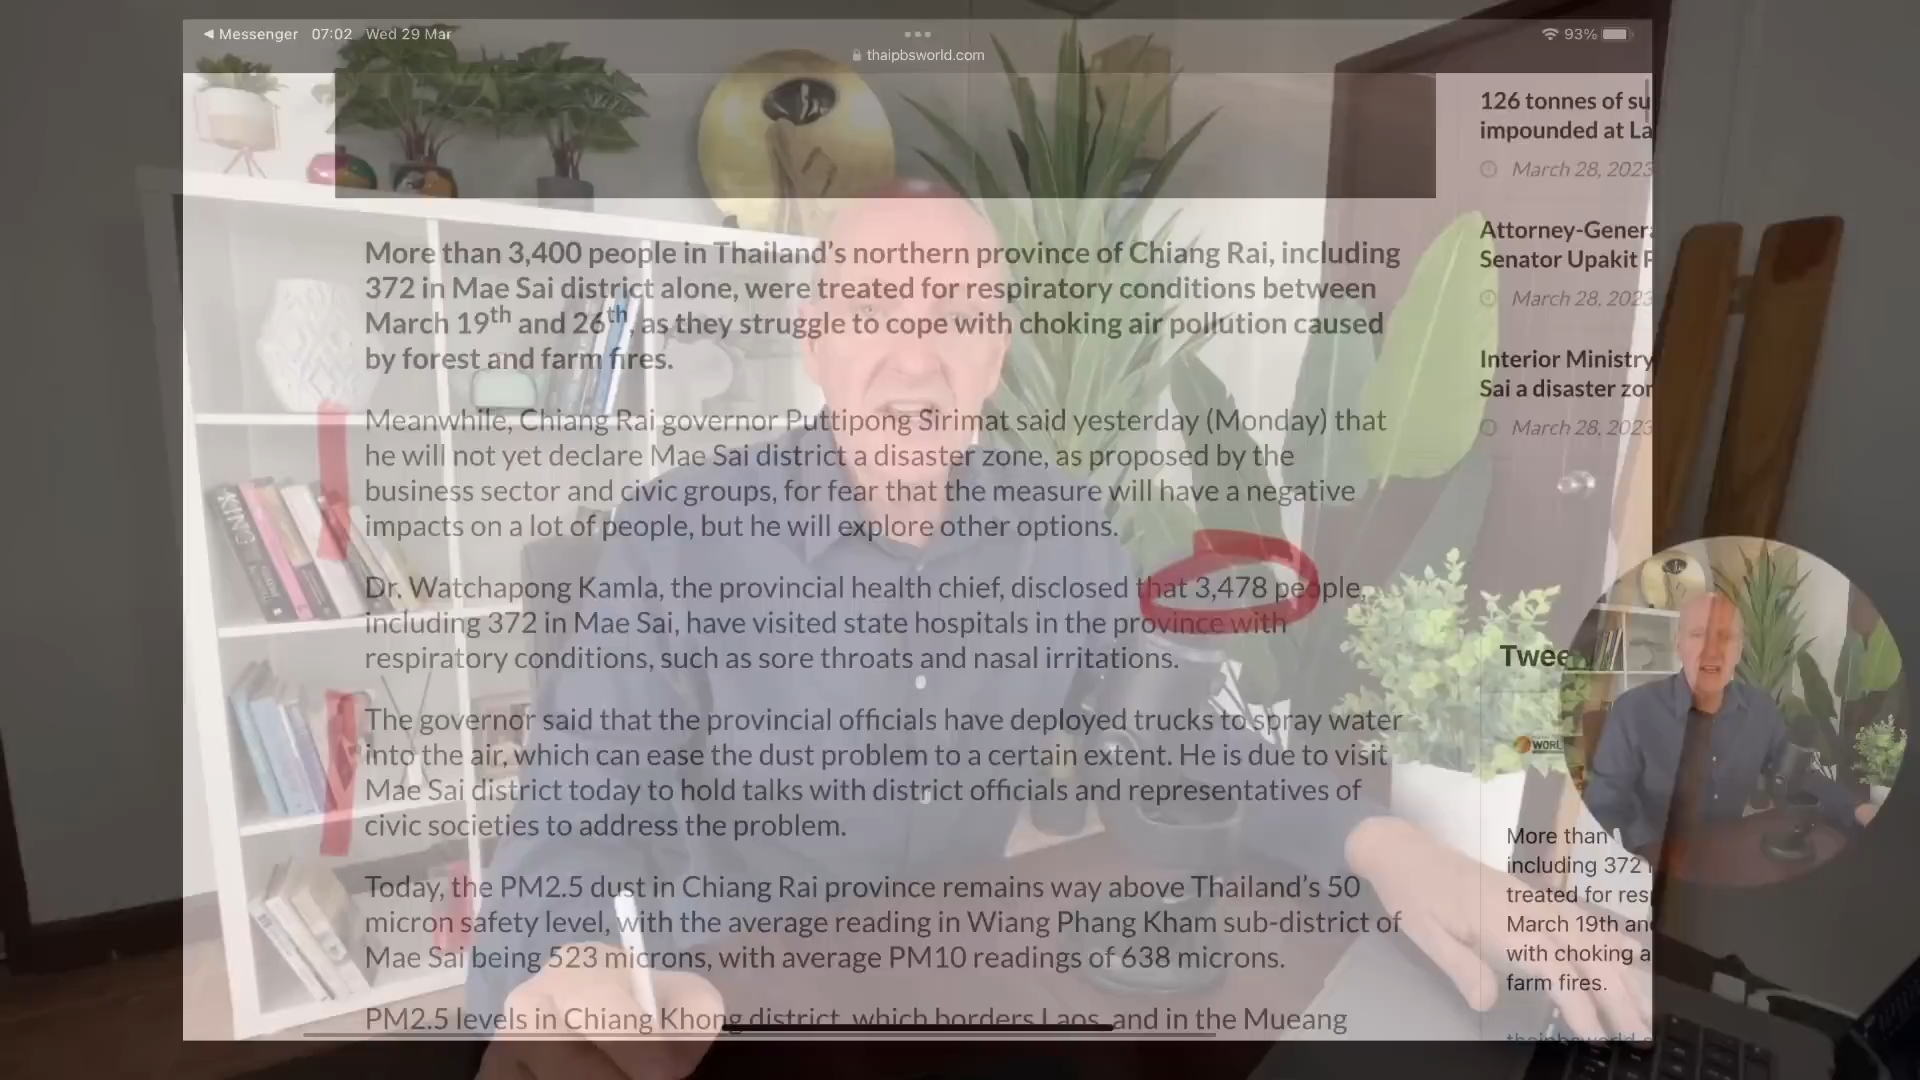 Messenger 07:02 Wed 29 Mar
93%
thaipbsworld.com
More than 3,400 people in Thailand's northern province of Chiang Rai, including
372 in Mae Sai district alone, were treated for respiratory conditions between
March 19th and 26th, as they struggle to cope with choking air pollution caused
by forest and farm fires.
Meanwhile, Chiang Rai governor Puttipong Sirimat said yesterday (Monday) that
he will not yet declare Mae Sai district a disaster zone, as proposed by the
business sector and civic groups, for fear that the measure will have a negative
impacts on a lot of people, but he will explore other options.
Dr. Watchapong Kamla, the provincial health chief, disclosed that 3,478 people,
including 372 in Mae Sai, have visited state hospitals in the province with
respiratory conditions, such as sore throats and nasal irritations.
The governor said that the provincial officials have deployed trucks to spray water
into the air, which can ease the dust problem to a certain extent. He is due to visit
Mae Sai district today to hold talks with district officials and representatives of
civic societies to address the problem.
Today, the PM2.5 dust in Chiang Rai province remains way above Thailand's 50
micron safety level, with the average reading in Wiang Phang Kham sub-district of
Mae Sai being 523 microns, with average PM10 readings of 638 microns.
PM2.5 levels in Chiang Khong district, which borders Laos, and in the Mueang
126 tonnes of su
impounded at La
March 28, 2023
Attorney-Genera
Senator Upakit
March 28, 2023
Interior Ministry
Sai a disaster zon
March 28, 2023
Twee
WORL
More than
including 372
treated for res
March 19th an
with choking a
farm fires.
KING